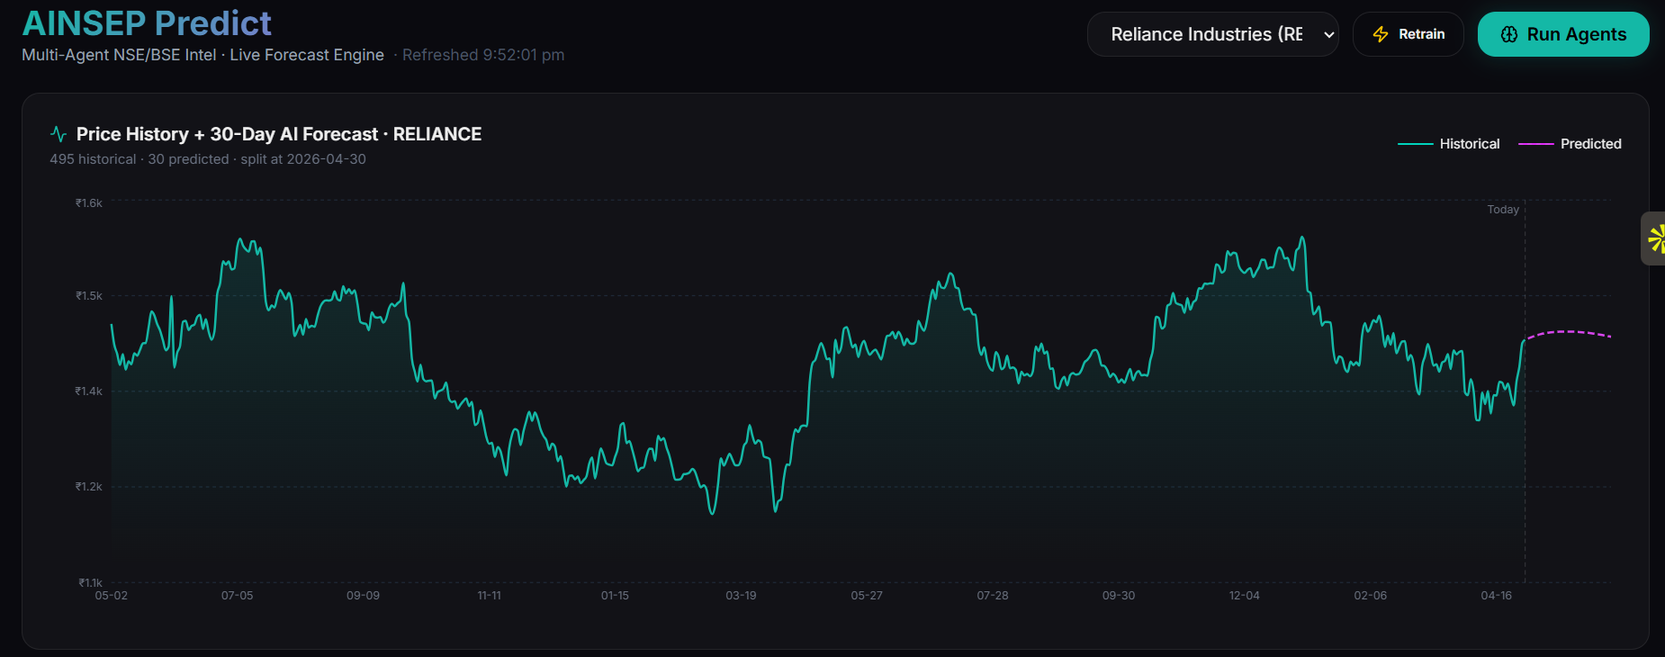 AINSEP Predict
Multi-Agent NSE/BSE Intel · Live Forecast Engine · Refreshed 9:52:01 pm
Reliance Industries (RE
Retrain
Run Agents
Price History + 30-Day AI Forecast · RELIANCE
495 historical · 30 predicted · split at 2026-04-30
Historical
Predicted
Today
₹1.6k
₹1.5k
₹1.4k
₹1.2k
₹1.1k
05-02 07-05 09-09 11-11 01-15 03-19 05-27 07-28 09-30 12-04 02-06 04-16